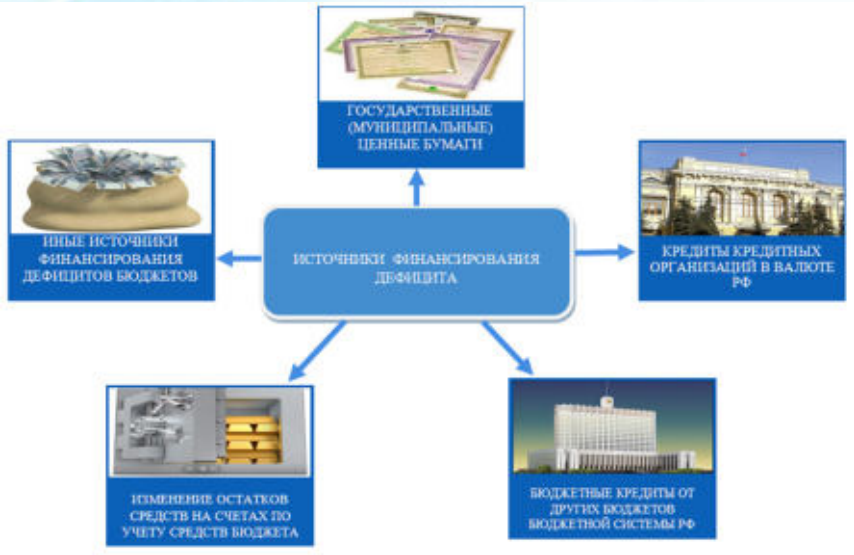 ГОСУДАРСТВЕННЫЕ
(МУНИЦИПАЛЬНЫЕ)
ЦЕННЫЕ БУМАГИ
ИНЫЕ ИСТОЧНИКИ
ФИНАНСИРОВАНИЯ
ДЕФИЦИТОВ БЮДЖЕТОВ
ИСТОЧНИКИ ФИНАНСИРОВАНИЯ
ДЕФИЦИТА
КРЕДИТЫ КРЕДИТНЫХ
ОРГАНИЗАЦИЙ В ВАЛЮТЕ
РФ
ИЗМЕНЕНИЕ ОСТАТКОВ
СРЕДСТВ НА СЧЕТАХ ПО
УЧЕТУ СРЕДСТВ БЮДЖЕТА
БЮДЖЕТНЫЕ КРЕДИТЫ ОТ
ДРУГИХ БЮДЖЕТОВ
БЮДЖЕТНОЙ СИСТЕМЫ РФ